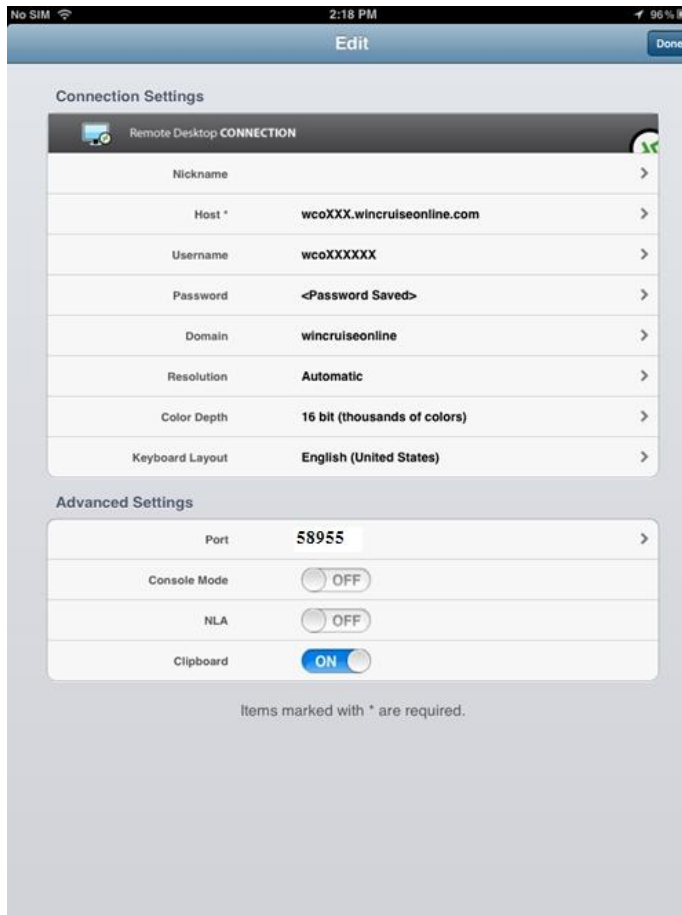 No SIM 2:18 PM 96%
Edit Done
Connection Settings
Remote Desktop CONNECTION
Nickname
Host * wcoXXX.wincruiseonline.com
Username wcoXXXXXX
Password <Password Saved>
Domain wincruiseonline
Resolution Automatic
Color Depth 16 bit (thousands of colors)
Keyboard Layout English (United States)
Advanced Settings
Port 58955
Console Mode OFF
NLA OFF
Clipboard ON
Items marked with * are required.